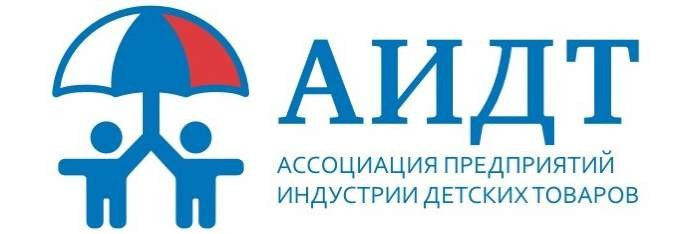 АИДТ
АССОЦИАЦИЯ ПРЕДПРИЯТИЙ
ИНДУСТРИИ ДЕТСКИХ ТОВАРОВ